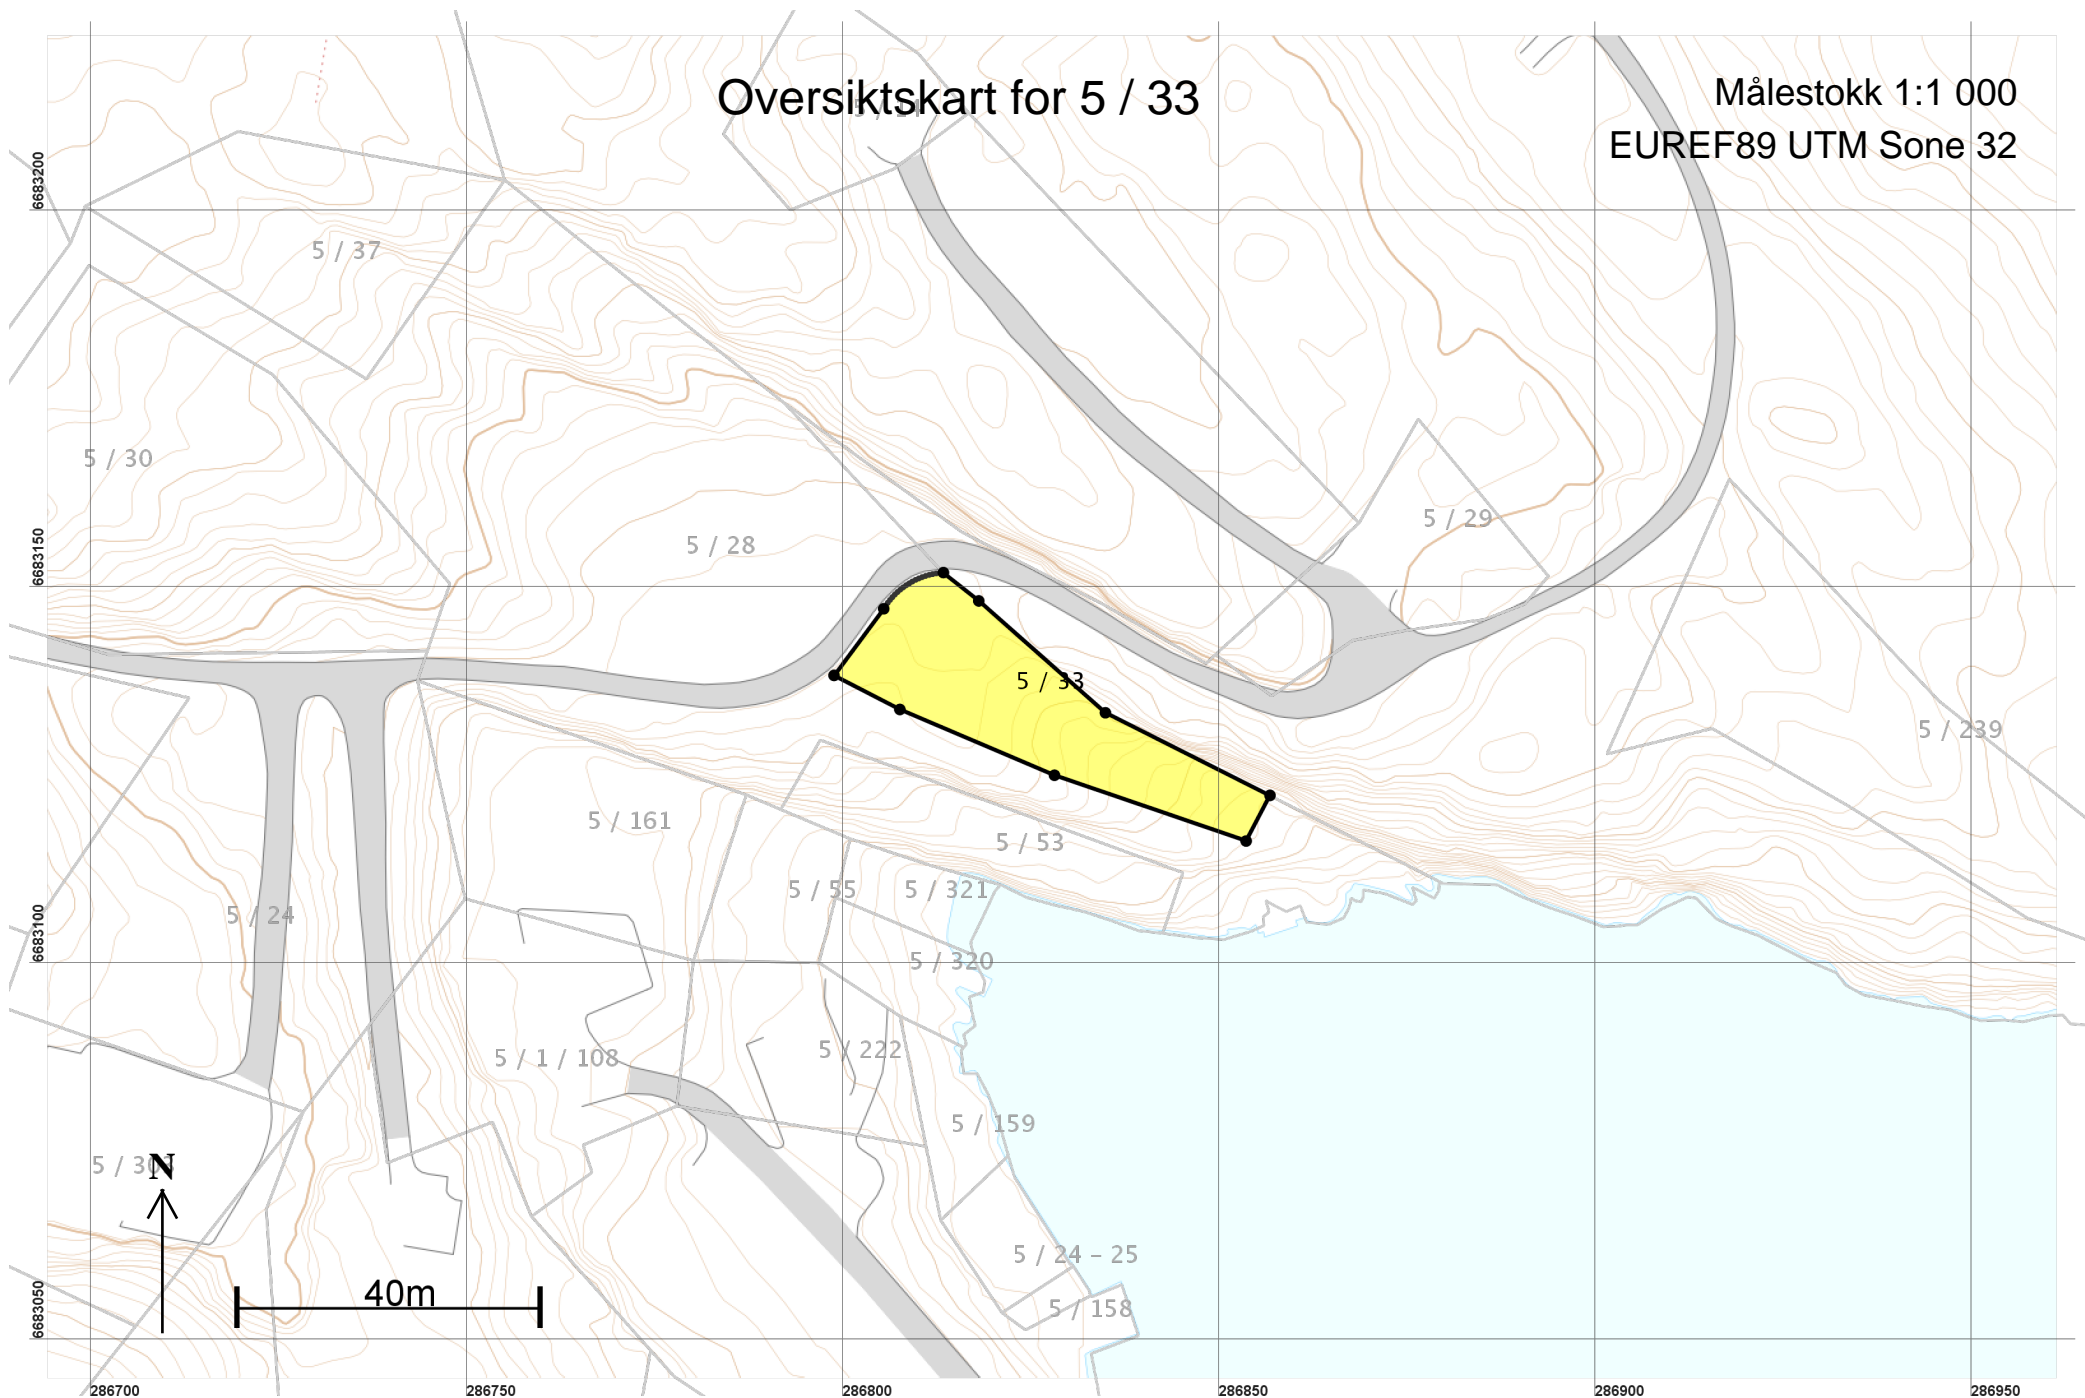 Oversiktskart for 5 / 33
Målestokk 1:1 000
EUREF89 UTM Sone 32
6683200
5 / 37
5 / 30
5 / 29
5 / 28
6683150
5 / 33
5 / 239
5 / 161
5 / 53
5 / 55
5 / 321
5 / 24
6683100
5 / 320
5 / 222
5 / 1 / 108
5 / 159
N
5 / 24 – 25
40m
5 / 158
6683050
286700
286750
286800
286850
286900
286950